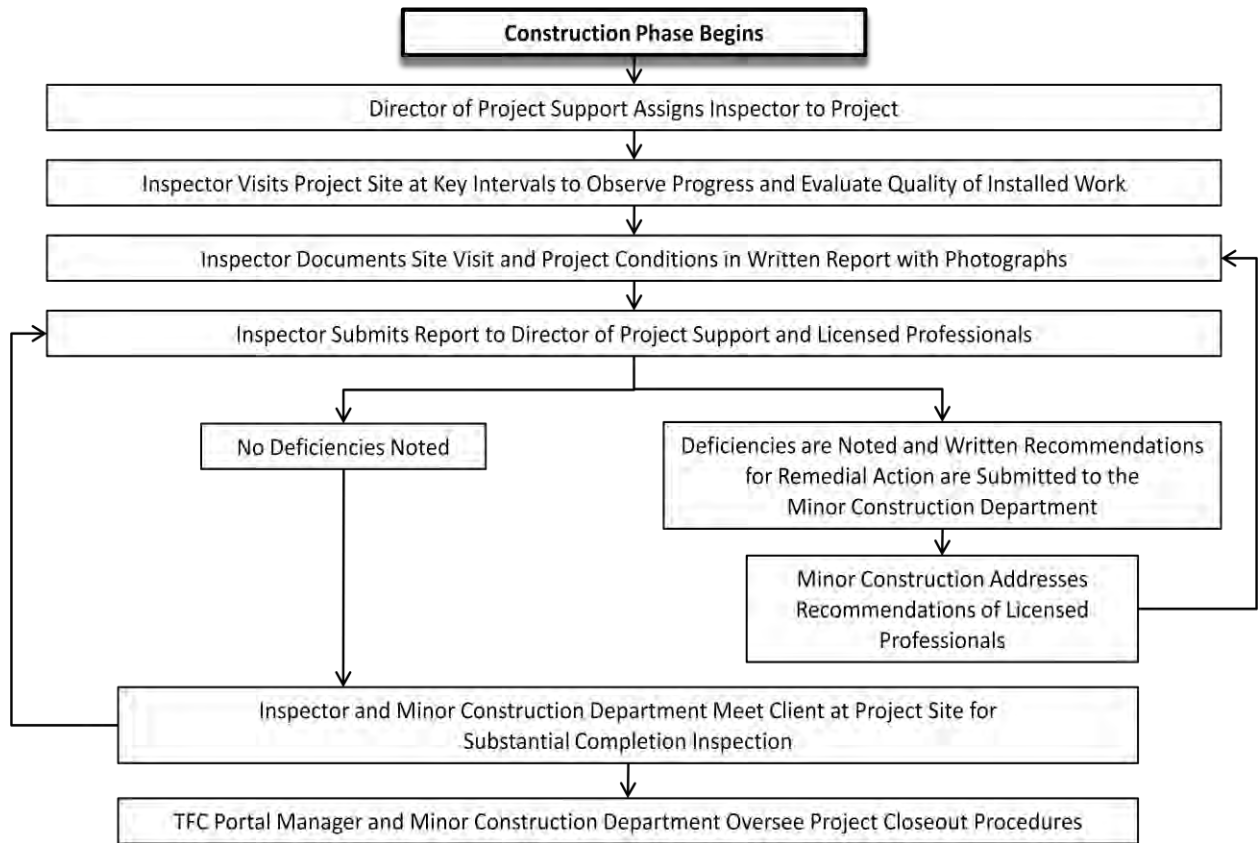 Construction Phase Begins
Director of Project Support Assigns Inspector to Project
Inspector Visits Project Site at Key Intervals to Observe Progress and Evaluate Quality of Installed Work
Inspector Documents Site Visit and Project Conditions in Written Report with Photographs
Inspector Submits Report to Director of Project Support and Licensed Professionals
No Deficiencies Noted
Deficiencies are Noted and Written Recommendations
for Remedial Action are Submitted to the
Minor Construction Department
Minor Construction Addresses
Recommendations of Licensed
Professionals
Inspector and Minor Construction Department Meet Client at Project Site for
Substantial Completion Inspection
TFC Portal Manager and Minor Construction Department Oversee Project Closeout Procedures